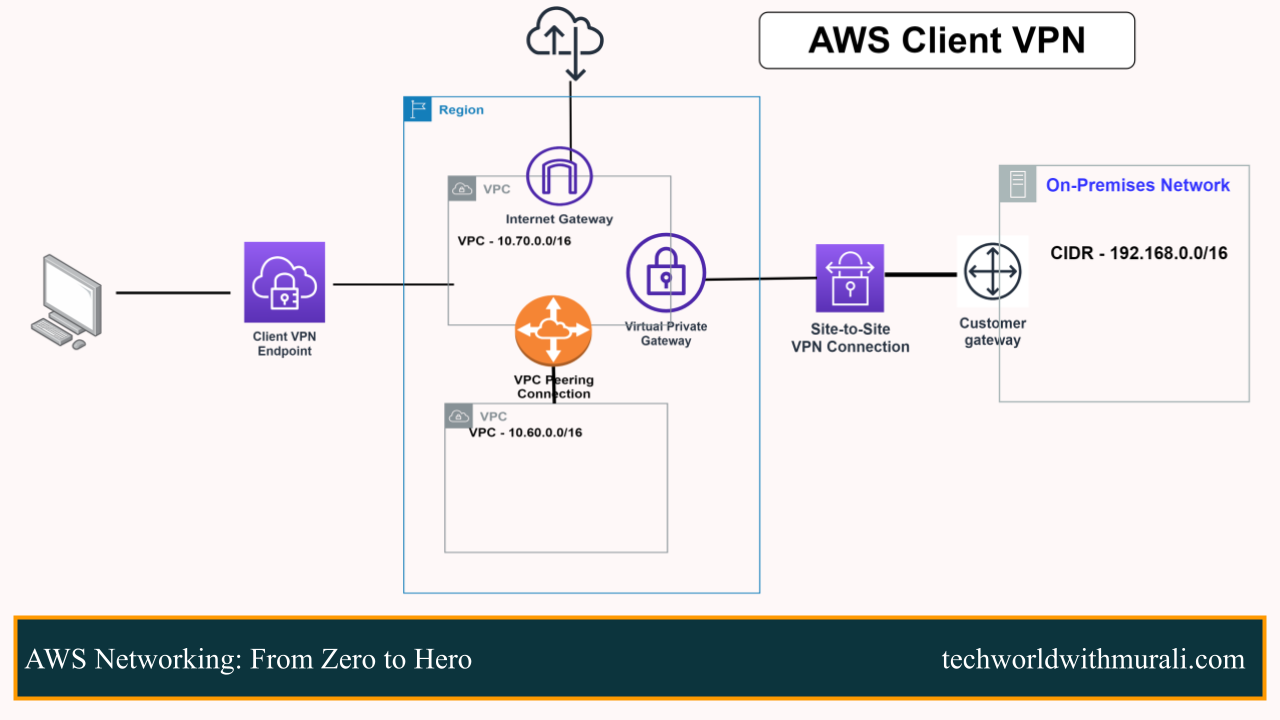 AWS Client VPN
Region
VPC
Internet Gateway
VPC - 10.70.0.0/16
On-Premises Network
CIDR - 192.168.0.0/16
Client VPN
Endpoint
Virtual Private
Gateway
Site-to-Site
VPN Connection
Customer
gateway
VPC Peering
Connection
VPC
VPC - 10.60.0.0/16
AWS Networking: From Zero to Hero
techworldwithmurali.com